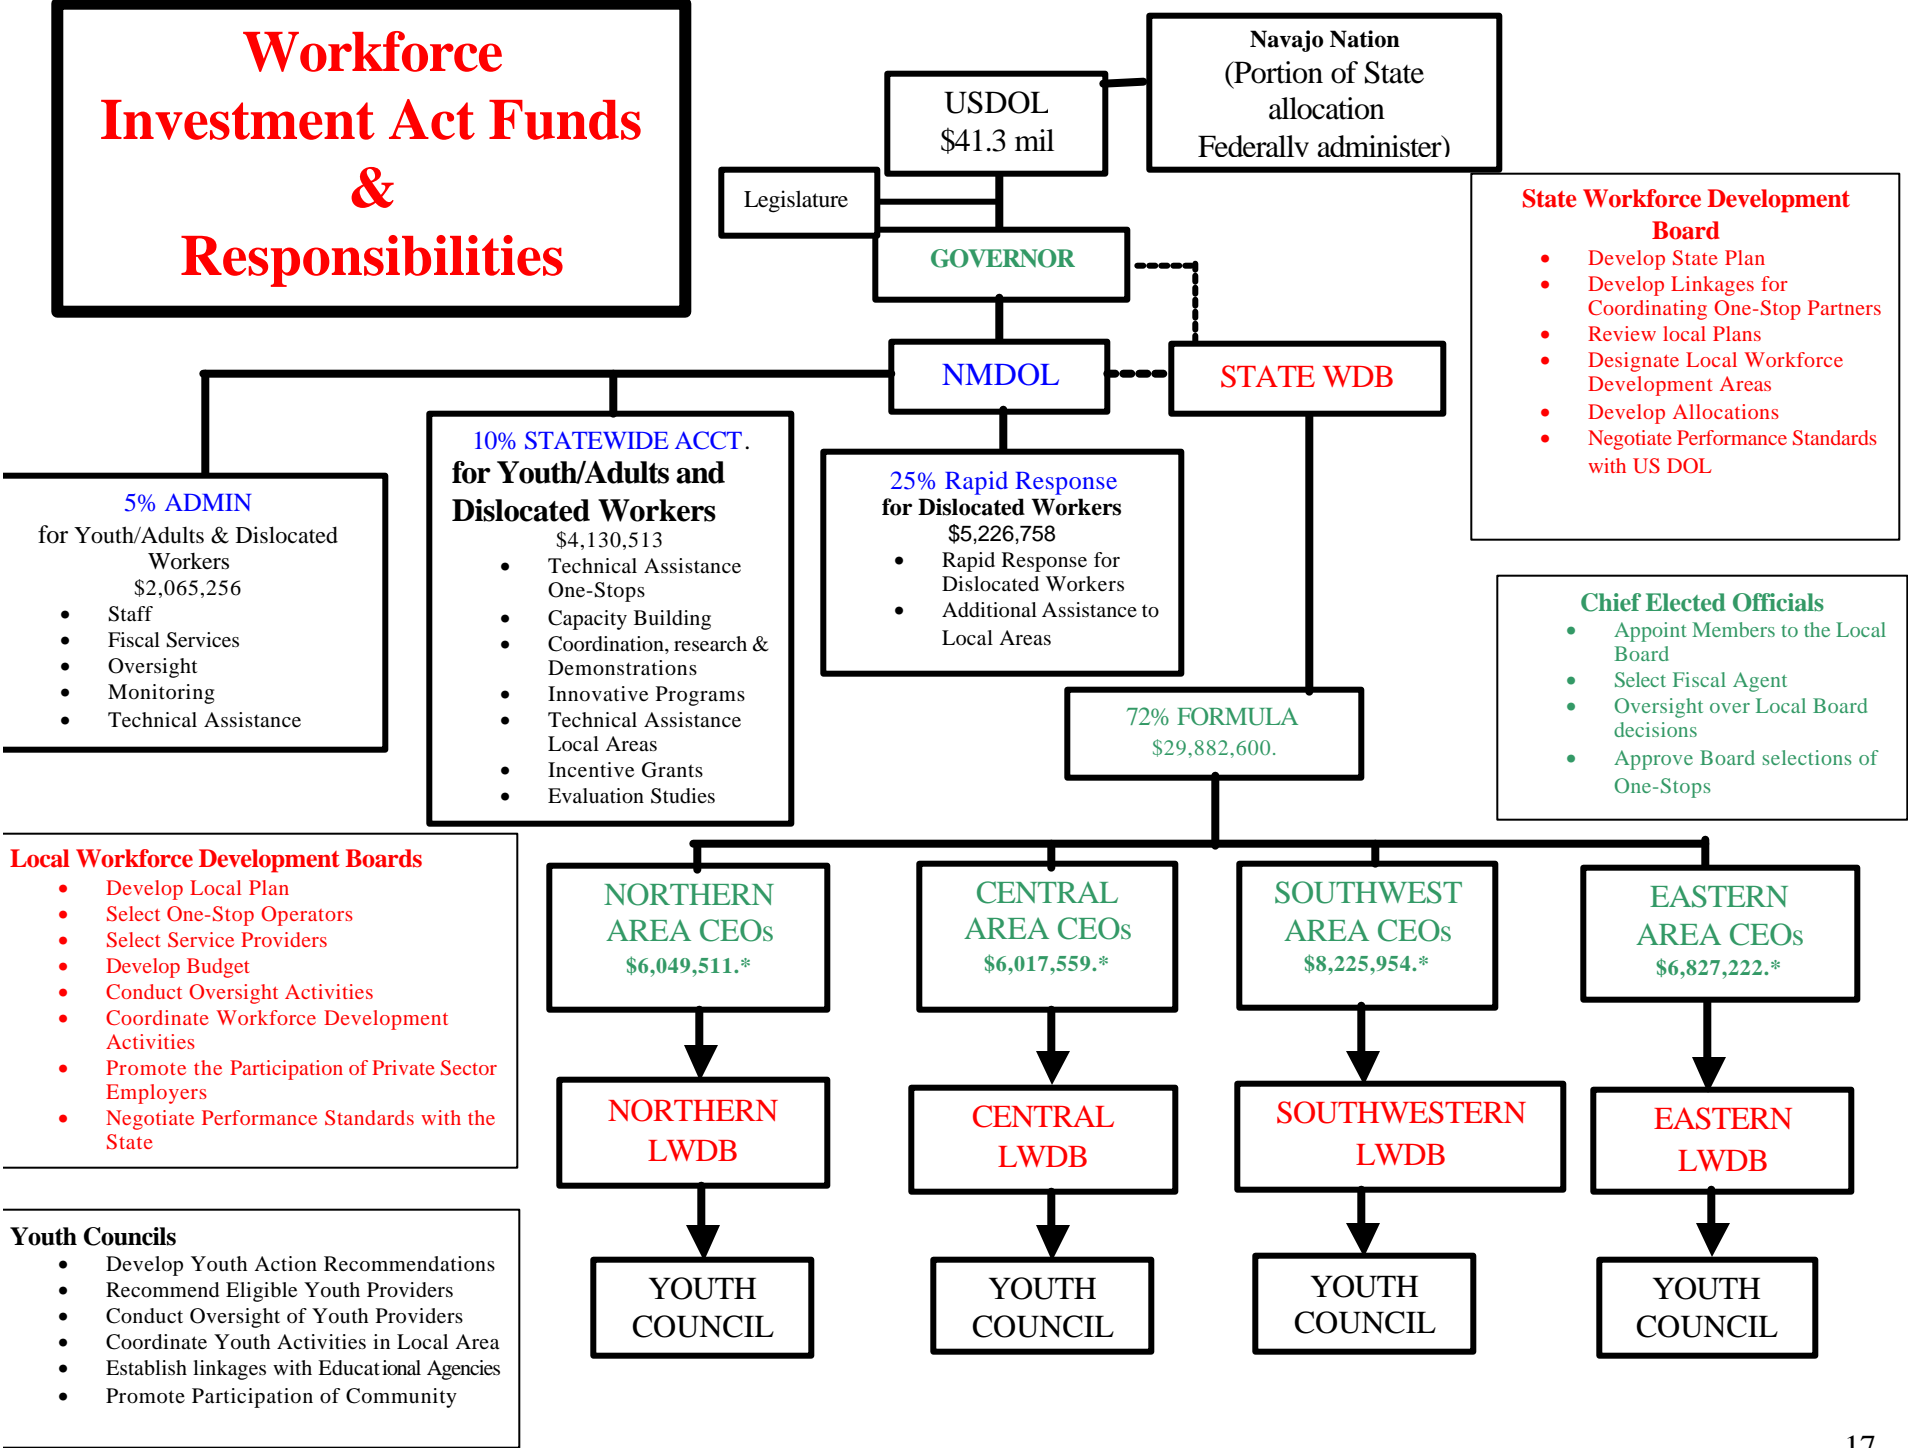 Workforce
Investment Act Funds
&
Responsibilities
USDOL
$41.3 mil
Navajo Nation
(Portion of State
allocation
Federally administer)
Legislature
GOVERNOR
NMDOL
STATE WDB
State Workforce Development
Board
• Develop State Plan
• Develop Linkages for
Coordinating One-Stop Partners
• Review local Plans
• Designate Local Workforce
Development Areas
• Develop Allocations
• Negotiate Performance Standards
with US DOL
5% ADMIN
for Youth/Adults & Dislocated
Workers
$2,065,256
• Staff
• Fiscal Services
• Oversight
• Monitoring
• Technical Assistance
10% STATEWIDE ACCT.
for Youth/Adults and
Dislocated Workers
$4,130,513
• Technical Assistance
One-Stops
• Capacity Building
• Coordination, research &
Demonstrations
• Innovative Programs
• Technical Assistance
Local Areas
• Incentive Grants
• Evaluation Studies
25% Rapid Response
for Dislocated Workers
$5,226,758
• Rapid Response for
Dislocated Workers
• Additional Assistance to
Local Areas
Chief Elected Officials
• Appoint Members to the Local
Board
• Select Fiscal Agent
• Oversight over Local Board
decisions
• Approve Board selections of
One-Stops
72% FORMULA
$29,882,600.
Local Workforce Development Boards
• Develop Local Plan
• Select One-Stop Operators
• Select Service Providers
• Develop Budget
• Conduct Oversight Activities
• Coordinate Workforce Development
Activities
• Promote the Participation of Private Sector
Employers
• Negotiate Performance Standards with the
State
NORTHERN
AREA CEOs
$6,049,511.*
CENTRAL
AREA CEOs
$6,017,559.*
SOUTHWEST
AREA CEOs
$8,225,954.*
EASTERN
AREA CEOs
$6,827,222.*
NORTHERN
LWDB
CENTRAL
LWDB
SOUTHWESTERN
LWDB
EASTERN
LWDB
Youth Councils
• Develop Youth Action Recommendations
• Recommend Eligible Youth Providers
• Conduct Oversight of Youth Providers
• Coordinate Youth Activities in Local Area
• Establish linkages with Educational Agencies
• Promote Participation of Community
YOUTH
COUNCIL
YOUTH
COUNCIL
YOUTH
COUNCIL
YOUTH
COUNCIL
17